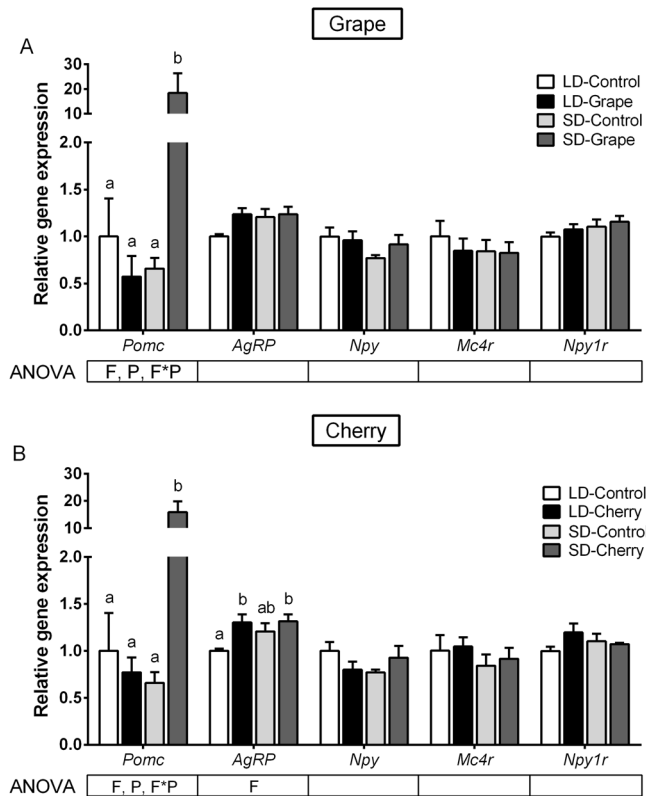 Grape
A
LD-Control
LD-Grape
SD-Control
SD-Grape
Relative gene expression
30
20
10
2.0
1.5
1.0
0.5
0.0
a
a
a
b
Pomc
AgRP
Npy
Mc4r
Npy1r
ANOVA
F, P, F*P
Cherry
B
LD-Control
LD-Cherry
SD-Control
SD-Cherry
Relative gene expression
30
20
10
2.0
1.5
1.0
0.5
0.0
a
a
a
b
a
b
ab
b
Pomc
AgRP
Npy
Mc4r
Npy1r
ANOVA
F, P, F*P
F